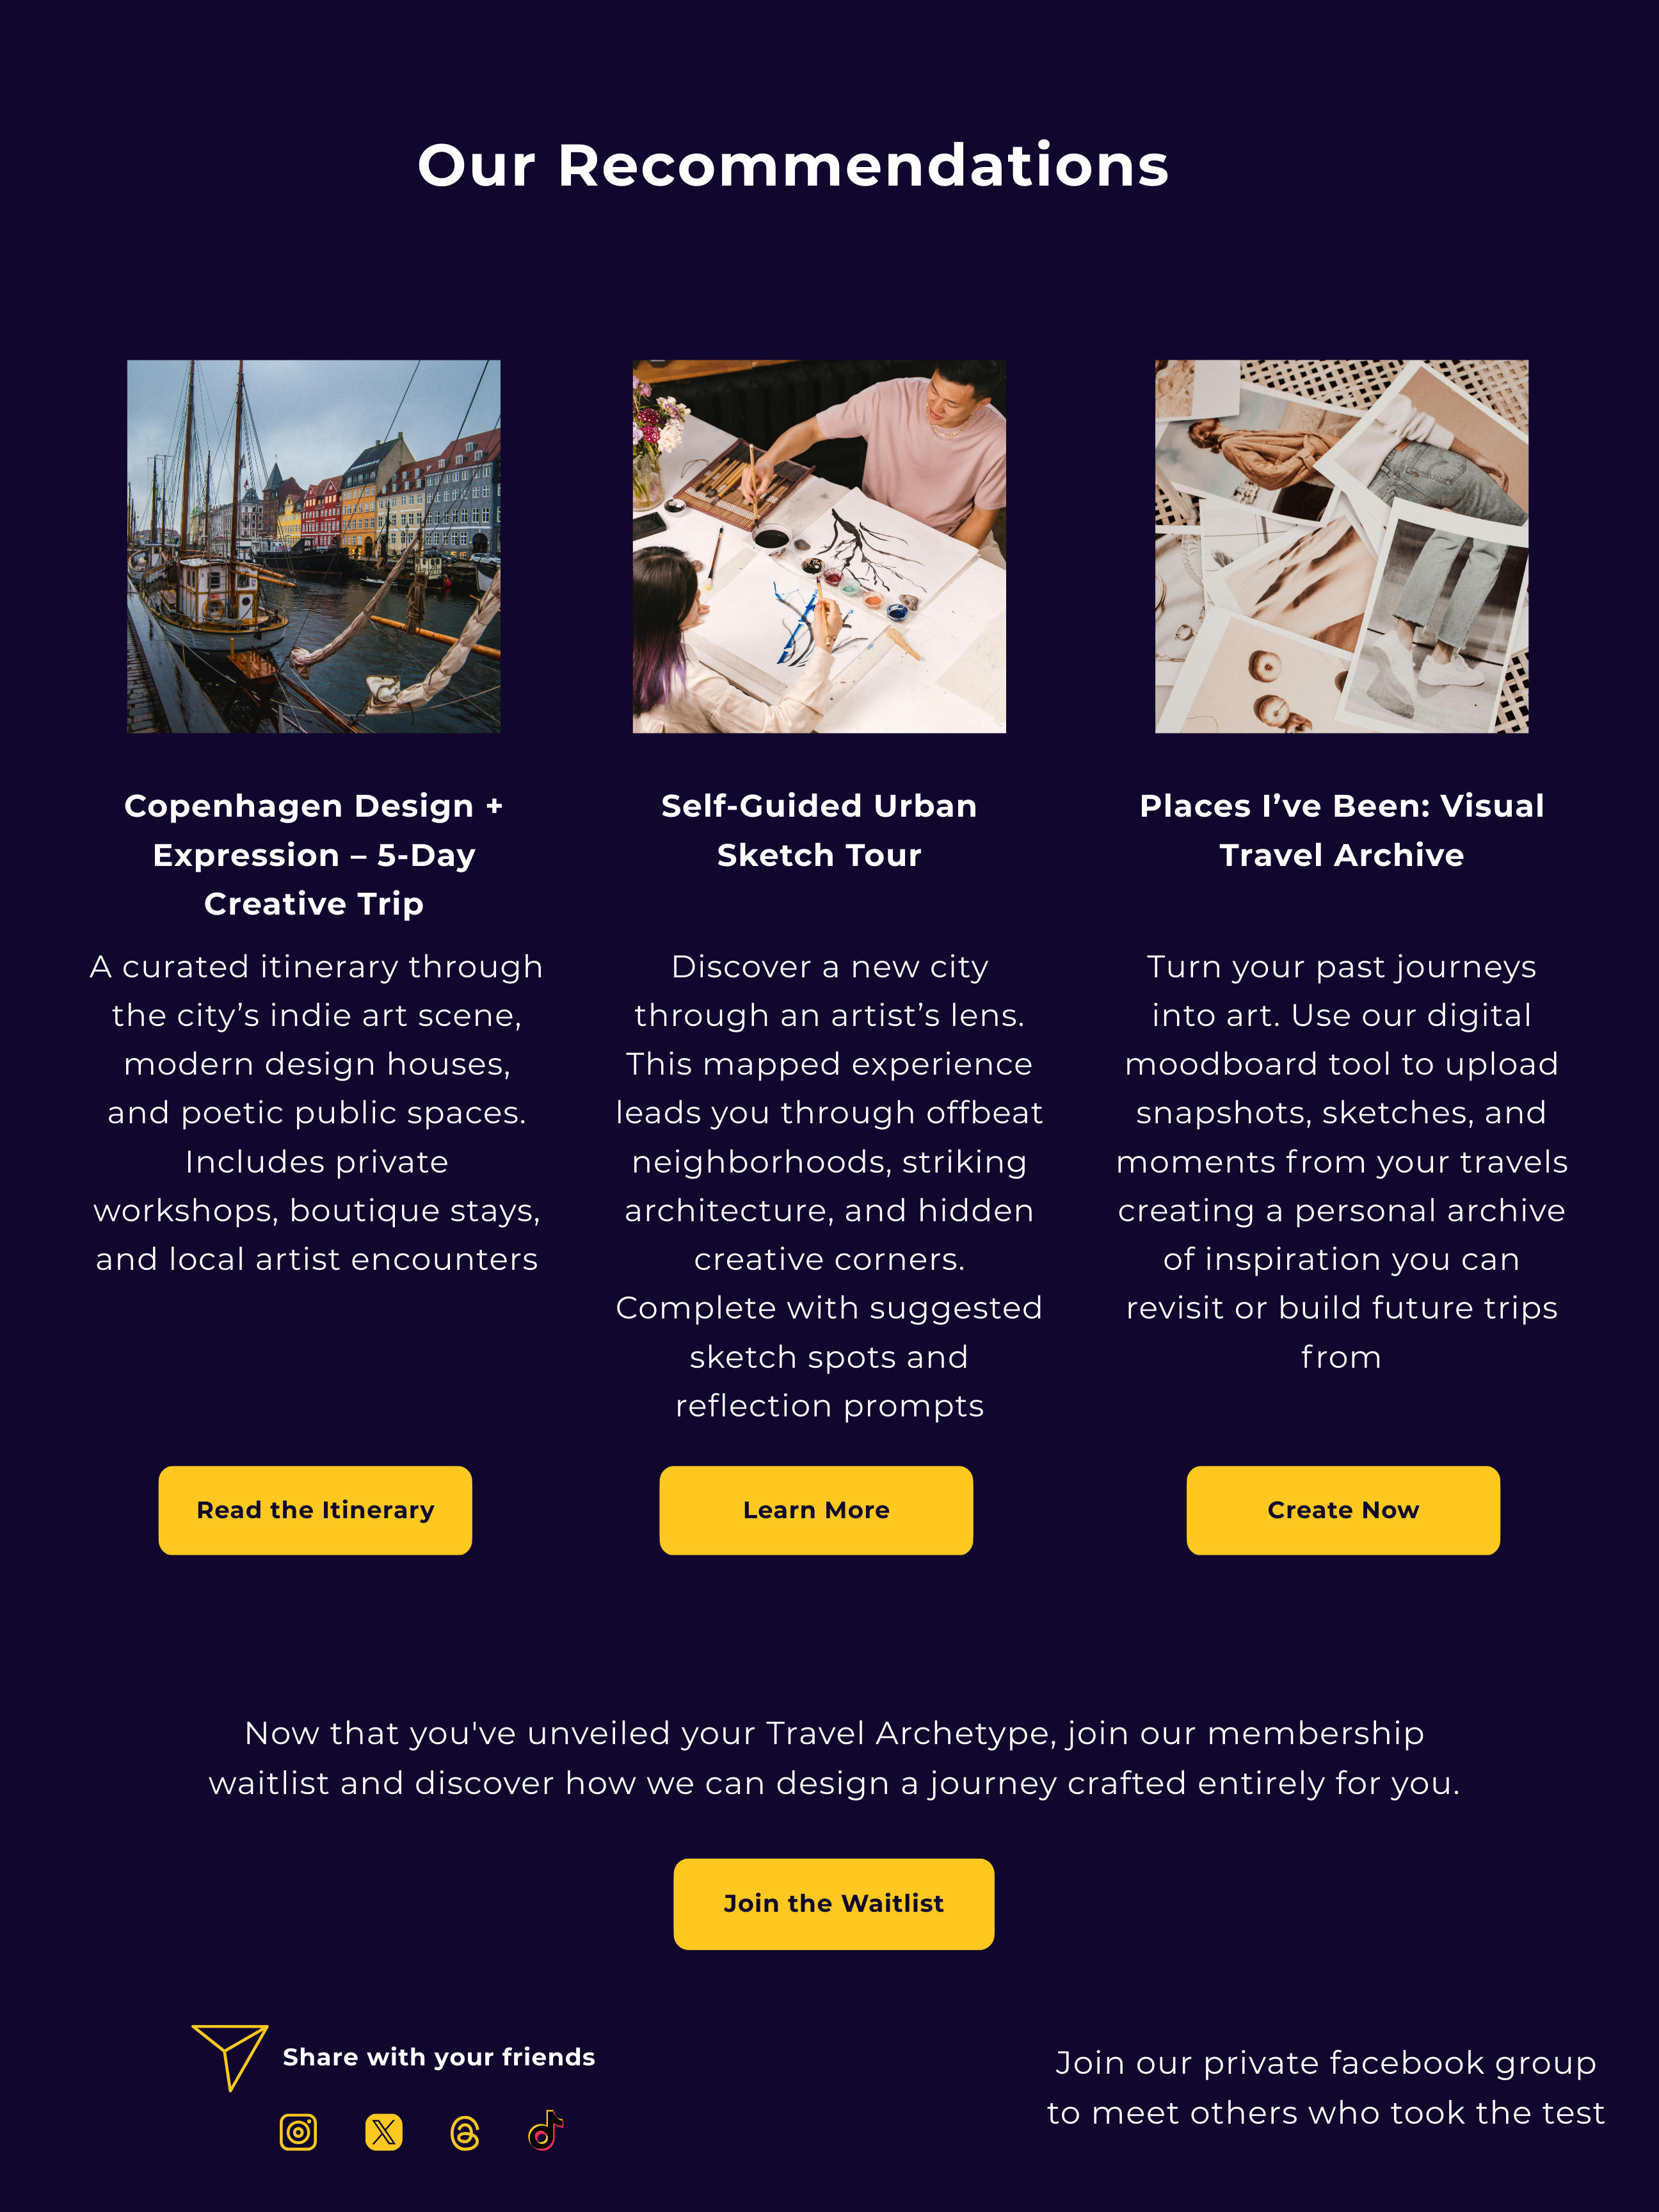 Our Recommendations
Copenhagen Design +
Expression – 5-Day
Creative Trip
A curated itinerary through
the city’s indie art scene,
modern design houses,
and poetic public spaces.
Includes private
workshops, boutique stays,
and local artist encounters
Read the Itinerary
Self-Guided Urban
Sketch Tour
Discover a new city
through an artist’s lens.
This mapped experience
leads you through offbeat
neighborhoods, striking
architecture, and hidden
creative corners.
Complete with suggested
sketch spots and
reflection prompts
Learn More
Places I’ve Been: Visual
Travel Archive
Turn your past journeys
into art. Use our digital
moodboard tool to upload
snapshots, sketches, and
moments from your travels
creating a personal archive
of inspiration you can
revisit or build future trips
from
Create Now
Now that you've unveiled your Travel Archetype, join our membership
waitlist and discover how we can design a journey crafted entirely for you.
Join the Waitlist
Share with your friends
Join our private facebook group
to meet others who took the test